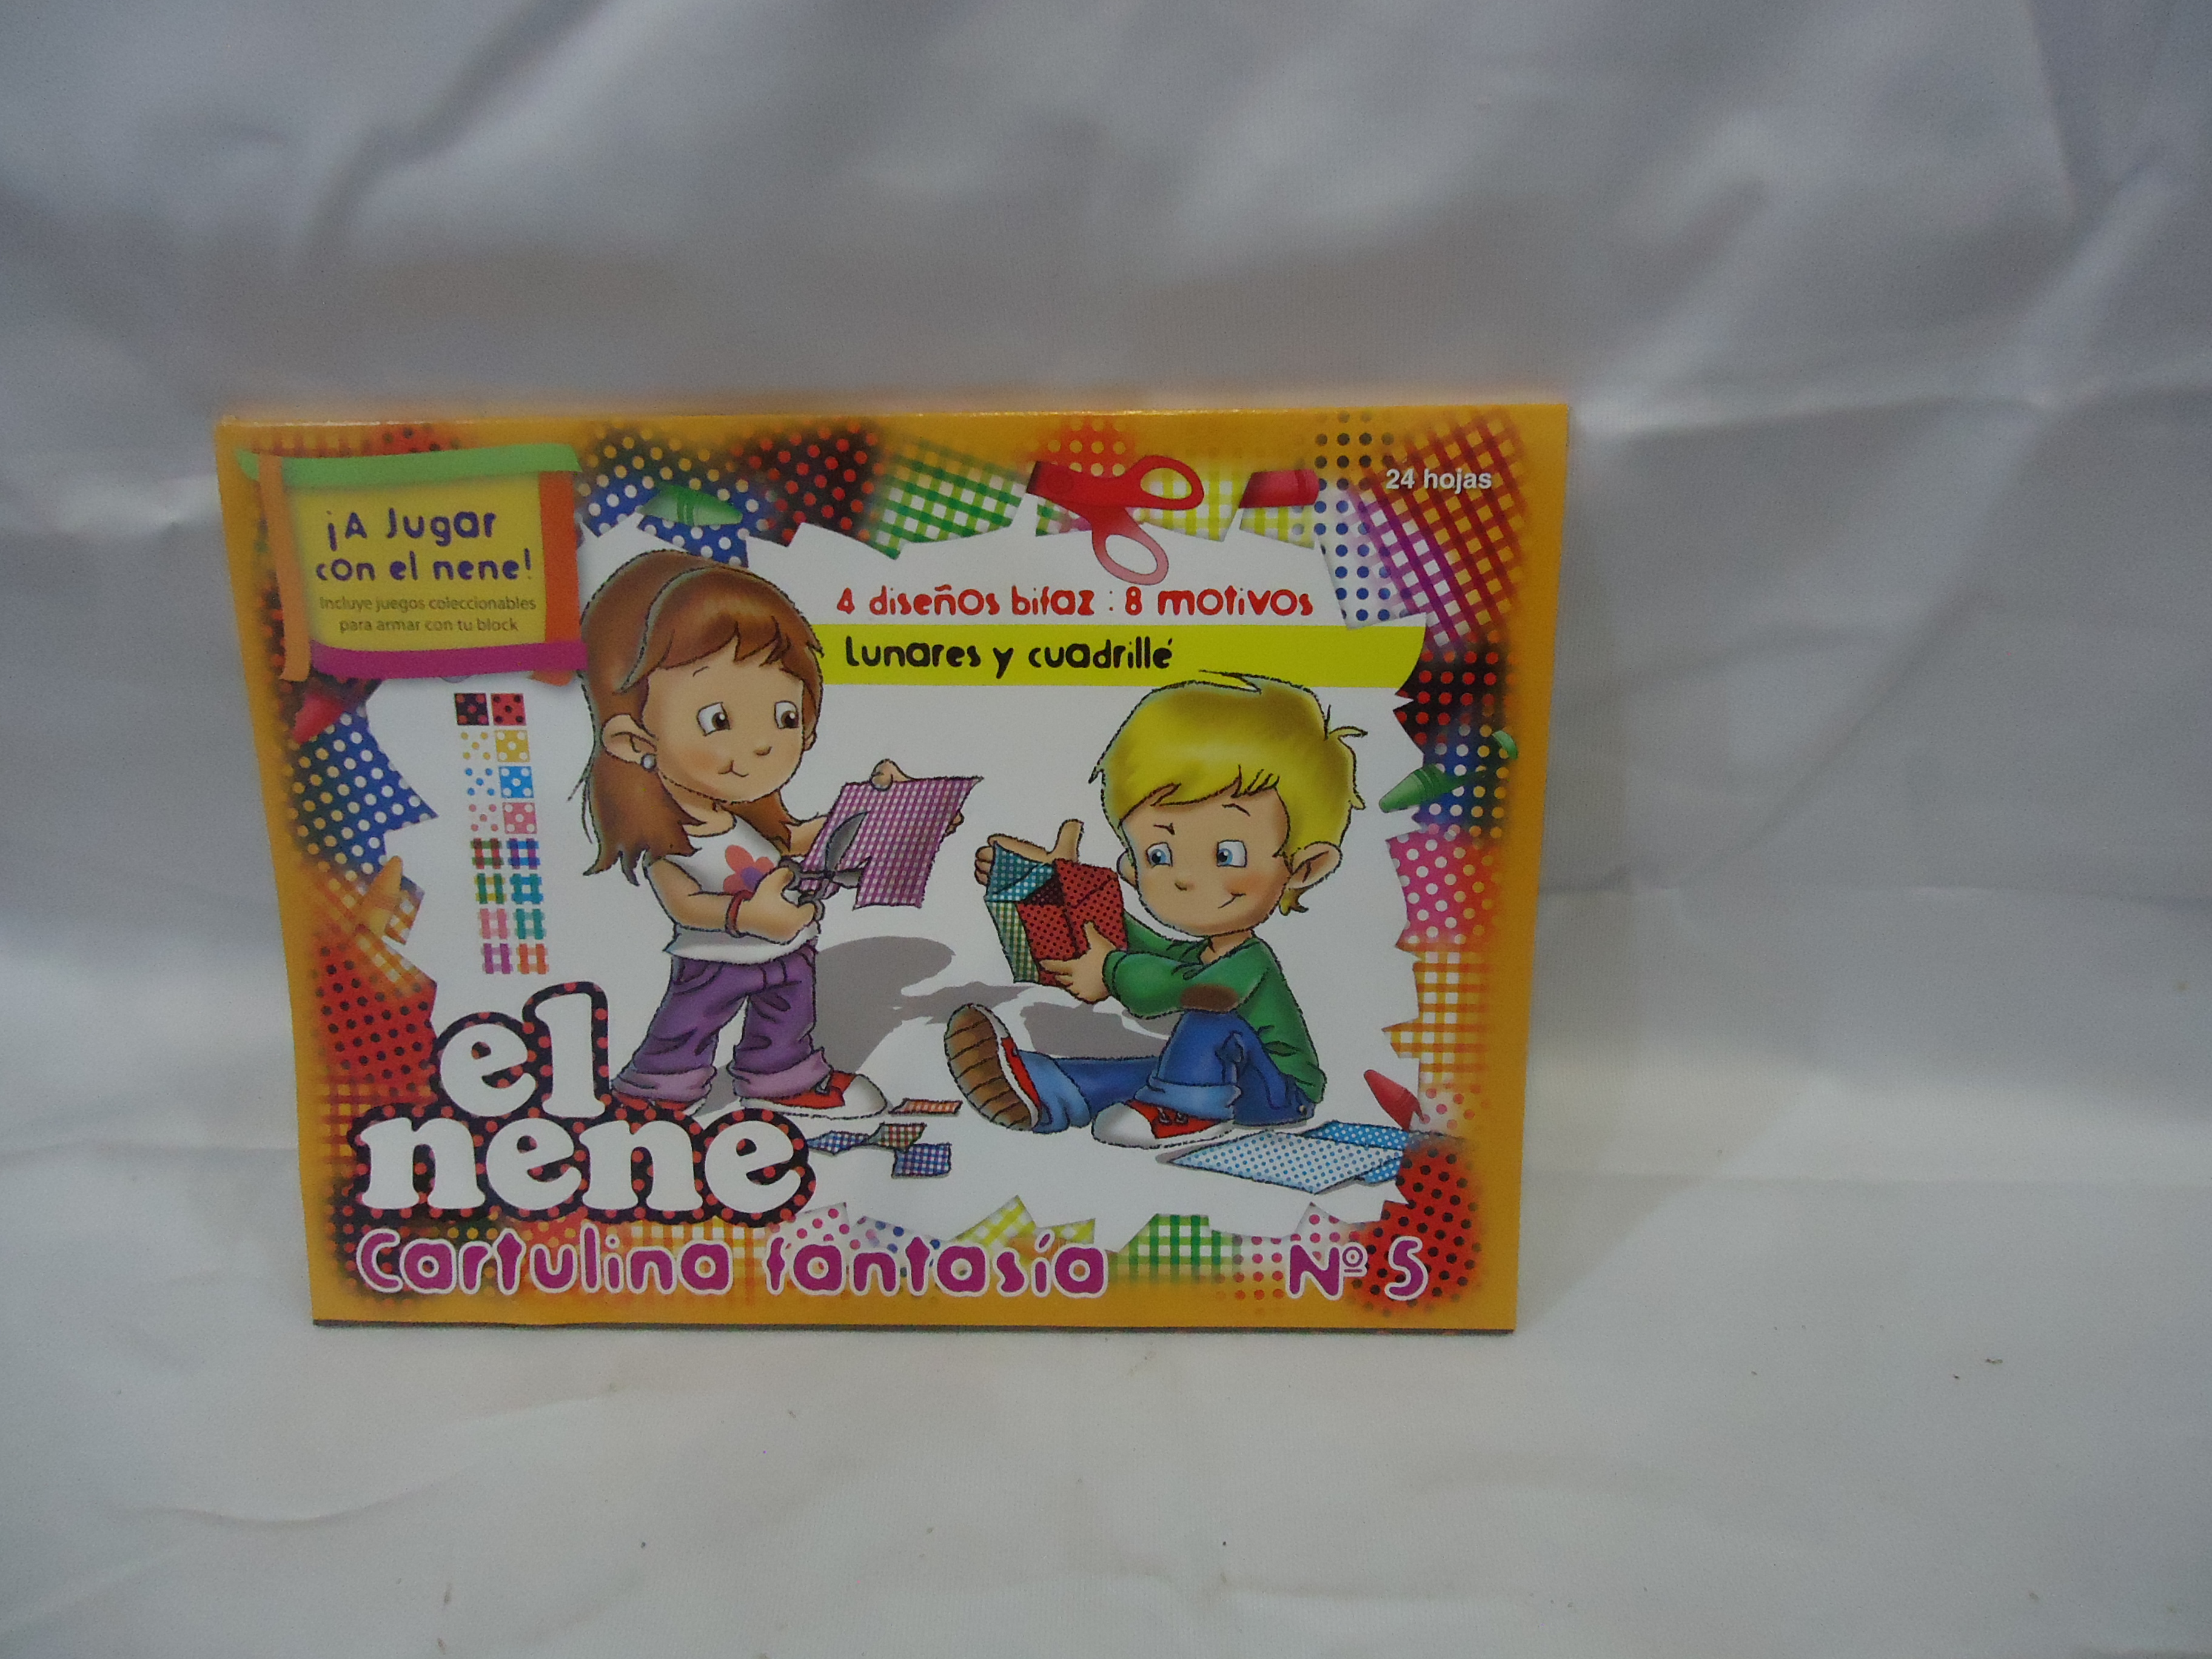 24 hojas
¡A Jugar
con el nene!
Incluye juegos coleccionables
para armar con tu block
4 diseños bifaz : 8 motivos
Lunares y cuadrillé
el
nene
Cartulina fantasía Nº 5